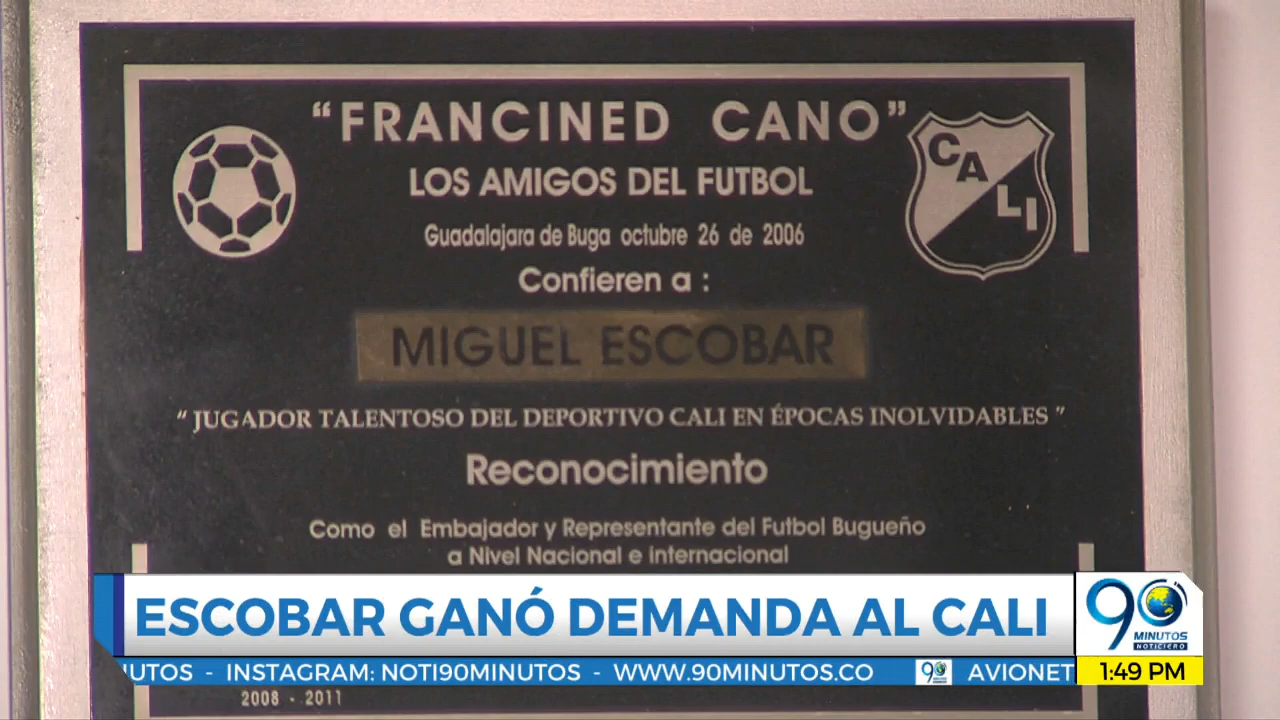 “FRANCINED CANO”
LOS AMIGOS DEL FUTBOL
CALI
Guadalajara de Buga octubre 26 de 2006
Confieren a :
MIGUEL ESCOBAR
“ JUGADOR TALENTOSO DEL DEPORTIVO CALI EN ÉPOCAS INOLVIDABLES ”
Reconocimiento
Como el Embajador y Representante del Futbol Bugueño
a Nivel Nacional e internacional
ESCOBAR GANÓ DEMANDA AL CALI
90
MINUTOS
NOTICIERO
UTOS - INSTAGRAM: NOTI90MINUTOS - WWW.90MINUTOS.CO 90 AVIONET
1:49 PM
2008 - 2011